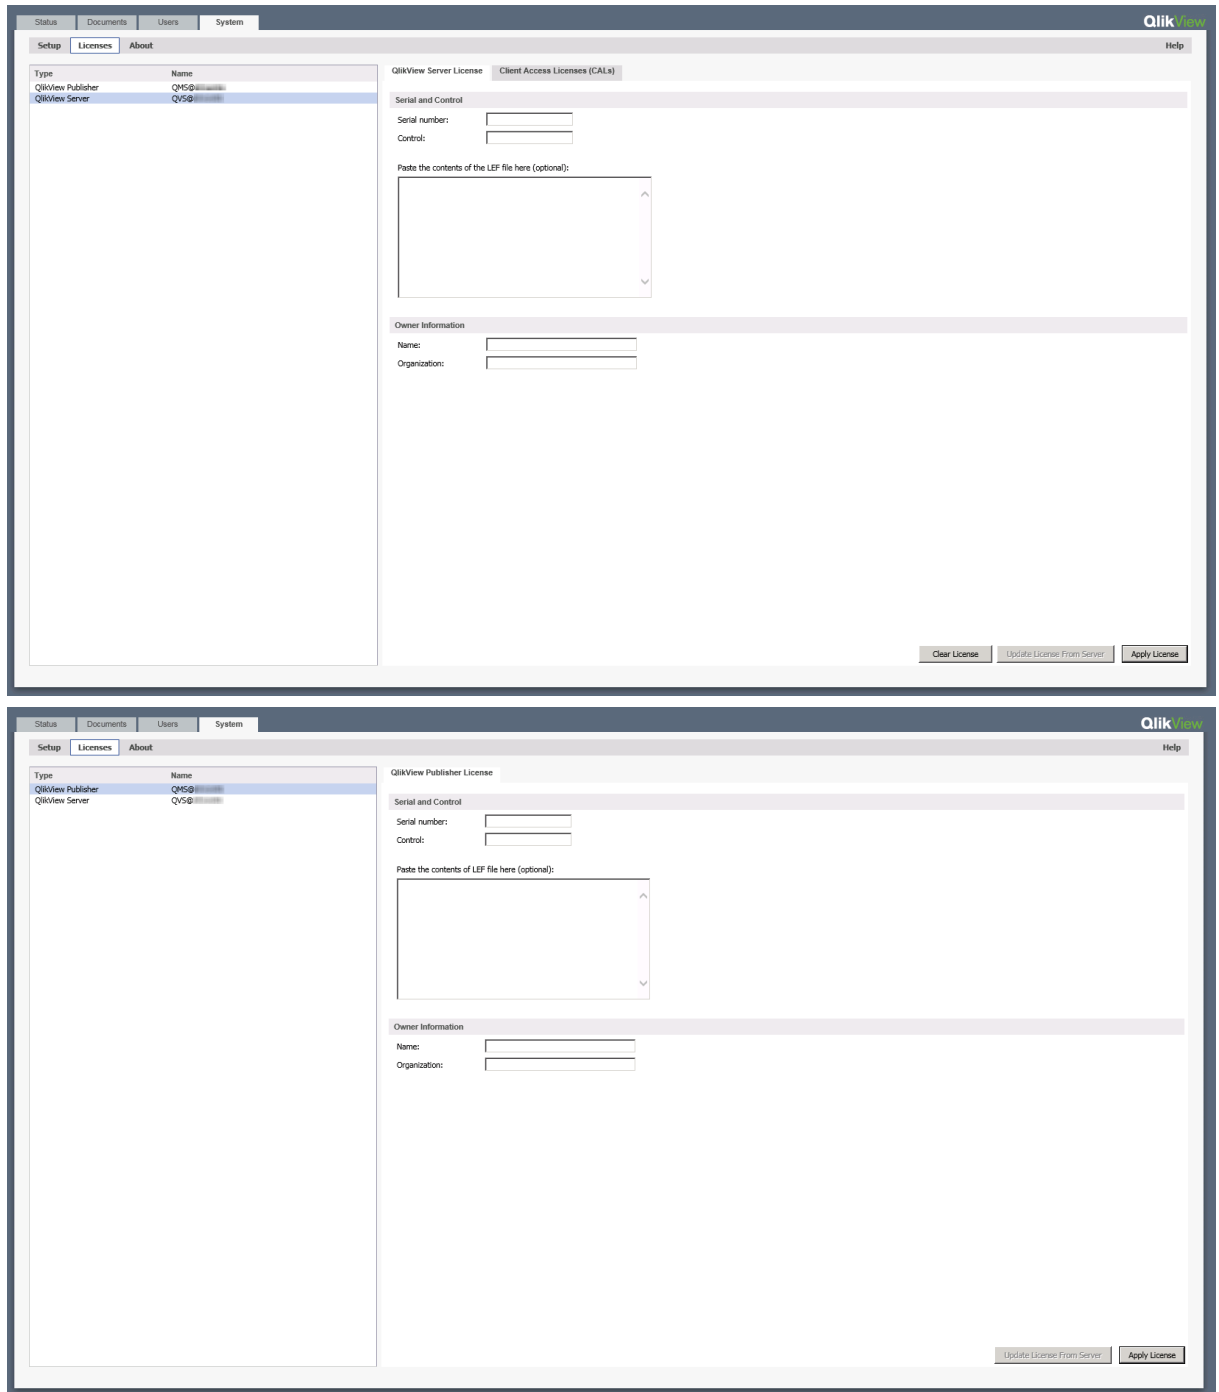 Status Documents Users System QlikView
Setup Licenses About Help
Type Name
QlikView Publisher QMS@
QlikView Server QVS@
QlikView Server License Client Access Licenses (CALs)
Serial and Control
Serial number:
Control:
Paste the contents of the LEF file here (optional):
Owner Information
Name:
Organization:
Clear License Update License From Server Apply License
Status Documents Users System QlikView
Setup Licenses About Help
Type Name
QlikView Publisher QMS@
QlikView Server QVS@
QlikView Publisher License
Serial and Control
Serial number:
Control:
Paste the contents of LEF file here (optional):
Owner Information
Name:
Organization:
Update License From Server Apply License